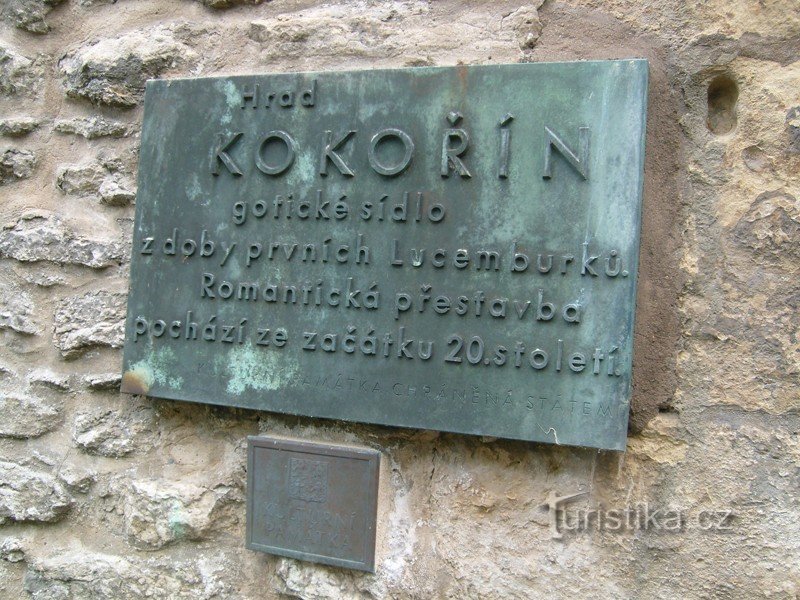 Hrad
KOKOŘÍN
gotické sídlo
z doby prvních Lucemburků.
Romantická přestavba
pochází ze začátku 20. století.
KULTURNÍ PAMÁTKA CHRÁNĚNÁ STÁTEM
KULTURNÍ
PAMÁTKA
Turistika.cz